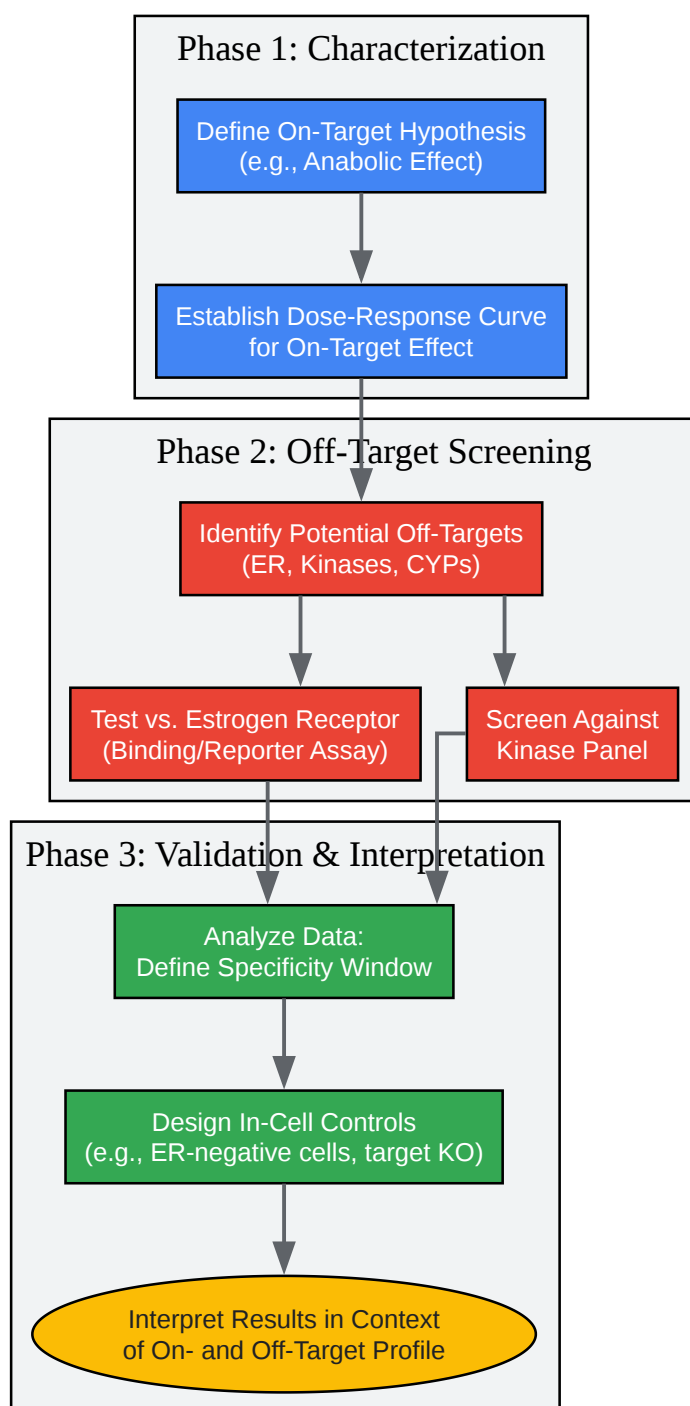 Phase 1: Characterization
Define On-Target Hypothesis
(e.g., Anabolic Effect)
Establish Dose-Response Curve
for On-Target Effect
Phase 2: Off-Target Screening
Identify Potential Off-Targets
(ER, Kinases, CYPs)
Test vs. Estrogen Receptor
(Binding/Reporter Assay)
Screen Against
Kinase Panel
Phase 3: Validation & Interpretation
Analyze Data:
Define Specificity Window
Design In-Cell Controls
(e.g., ER-negative cells, target KO)
Interpret Results in Context
of On- and Off-Target Profile